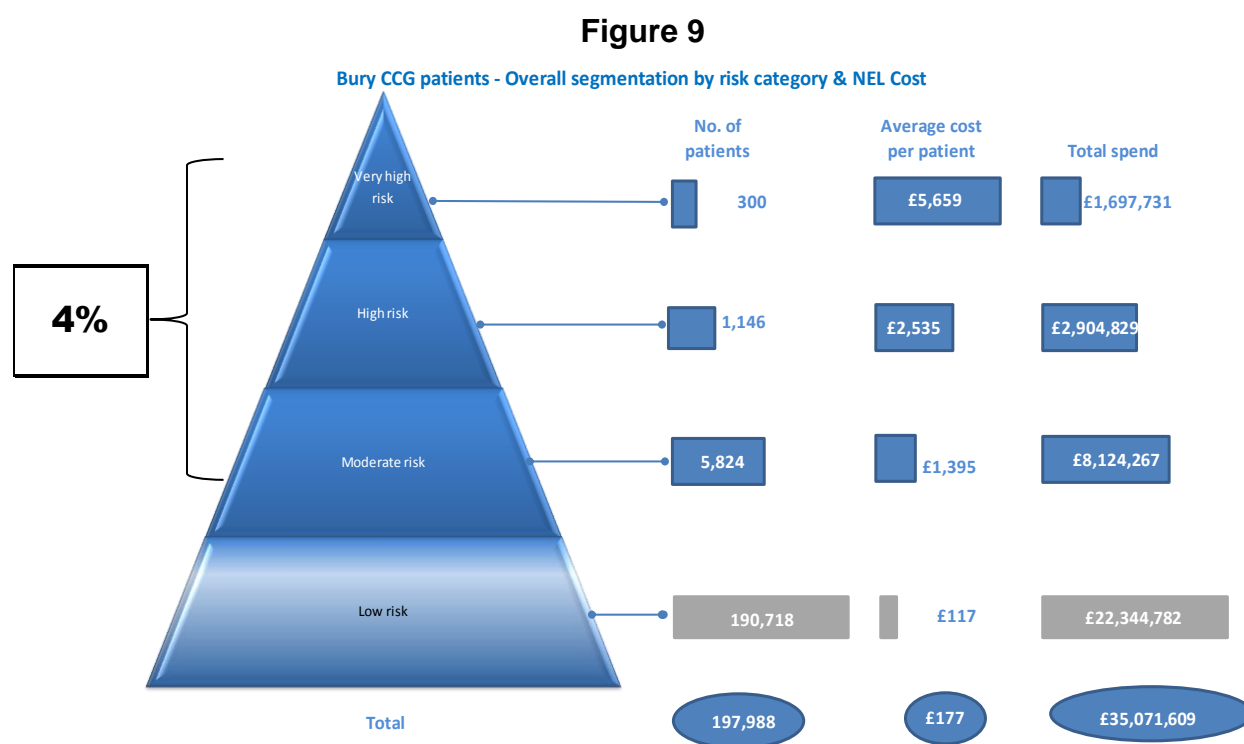 Figure 9
Bury CCG patients - Overall segmentation by risk category & NEL Cost
No. of
patients
Average cost
per patient
Total spend
Very high
risk
300
£5,659
£1,697,731
4%
High risk
1,146
£2,535
£2,904,829
Moderate risk
5,824
£1,395
£8,124,267
Low risk
190,718
£117
£22,344,782
Total
197,988
£177
£35,071,609